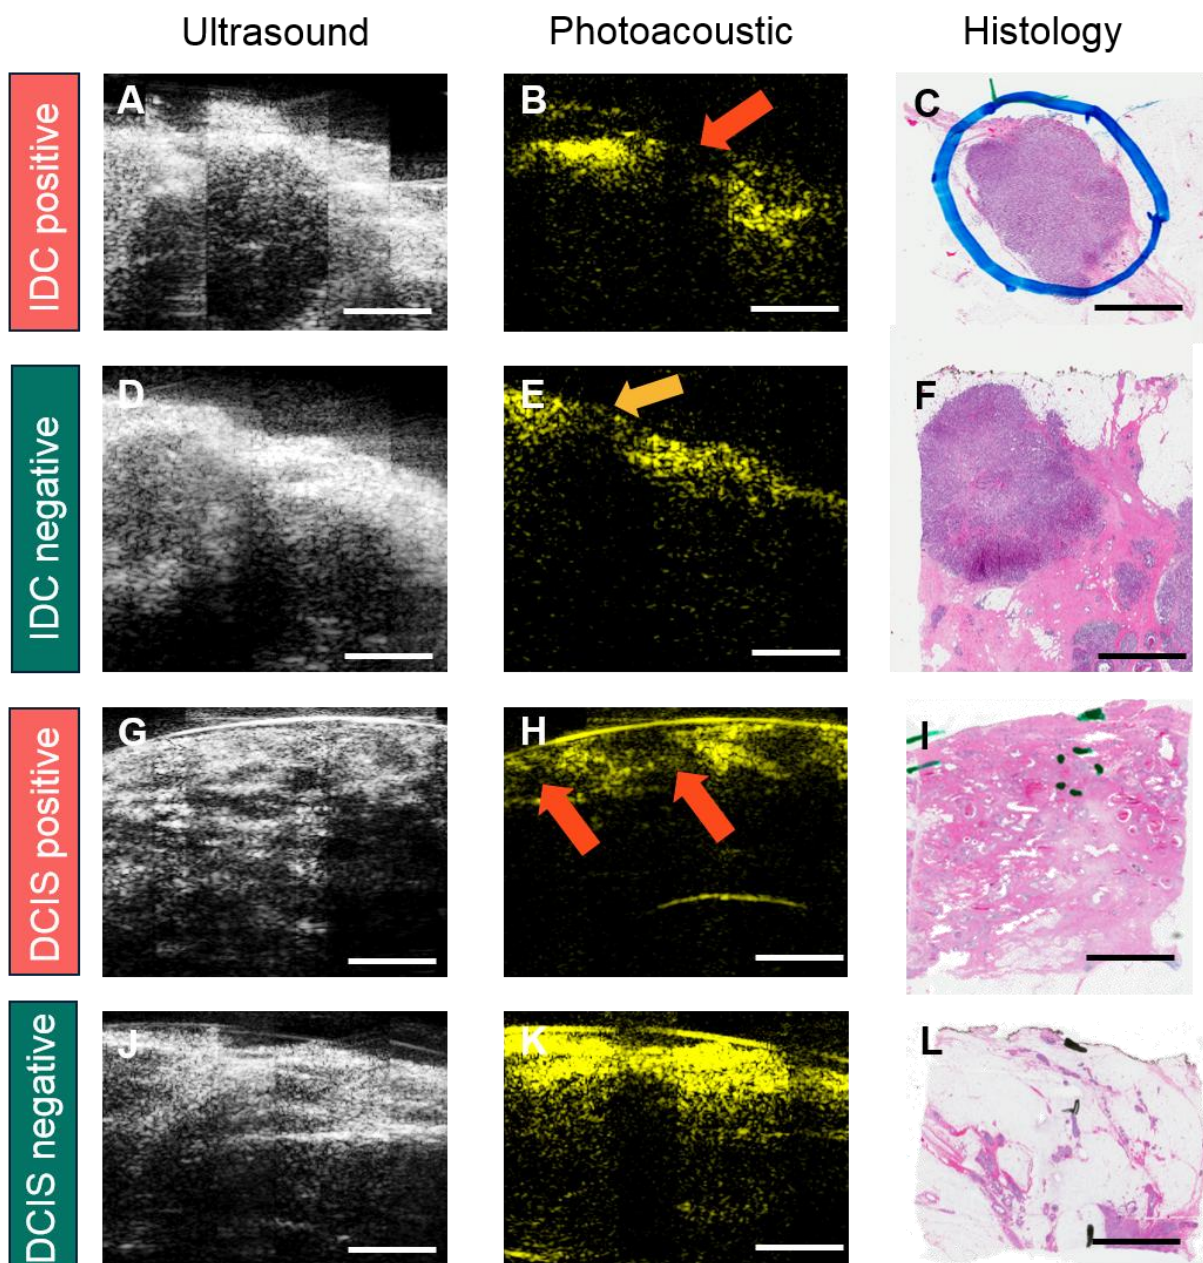 Ultrasound Photoacoustic Histology
IDC positive
A B C
IDC negative
D E F
DCIS positive
G H I
DCIS negative
J K L